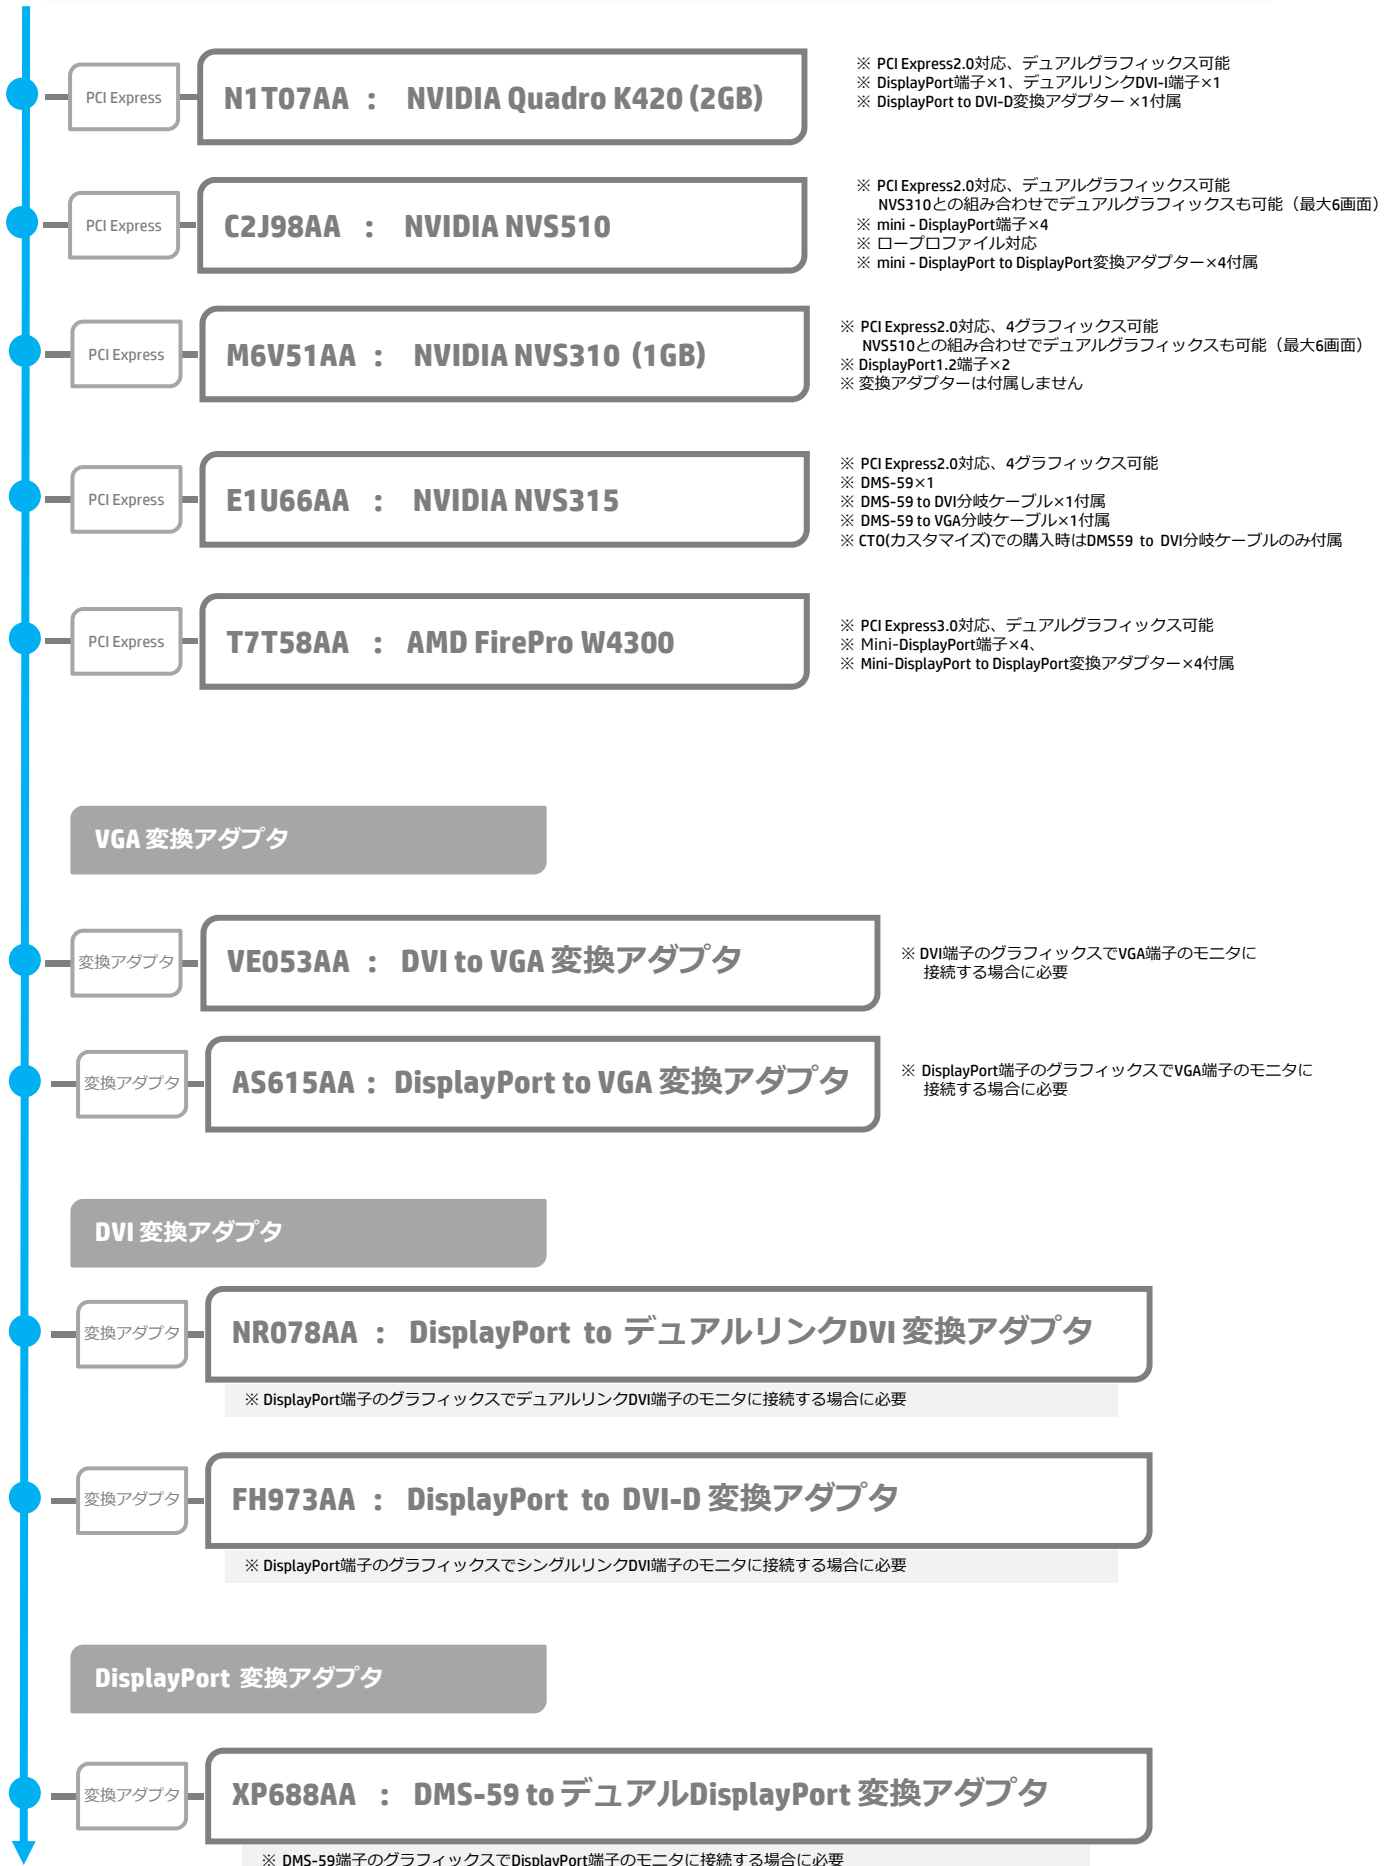 PCI Express
N1T07AA : NVIDIA Quadro K420 (2GB)
※ PCI Express2.0対応、デュアルグラフィックス可能
※ DisplayPort端子×1、デュアルリンクDVI-I端子×1
※ DisplayPort to DVI-D変換アダプター ×1付属
PCI Express
C2J98AA : NVIDIA NVS510
※ PCI Express2.0対応、デュアルグラフィックス可能
NVS310との組み合わせでデュアルグラフィックスも可能（最大6画面）
※ mini - DisplayPort端子×4
※ ロープロファイル対応
※ mini - DisplayPort to DisplayPort変換アダプター×4付属
PCI Express
M6V51AA : NVIDIA NVS310 (1GB)
※ PCI Express2.0対応、4グラフィックス可能
NVS510との組み合わせでデュアルグラフィックスも可能（最大6画面）
※ DisplayPort1.2端子×2
※ 変換アダプターは付属しません
PCI Express
E1U66AA : NVIDIA NVS315
※ PCI Express2.0対応、4グラフィックス可能
※ DMS-59×1
※ DMS-59 to DVI分岐ケーブル×1付属
※ DMS-59 to VGA分岐ケーブル×1付属
※ CTO(カスタマイズ)での購入時はDMS59 to DVI分岐ケーブルのみ付属
PCI Express
T7T58AA : AMD FirePro W4300
※ PCI Express3.0対応、デュアルグラフィックス可能
※ Mini-DisplayPort端子×4、
※ Mini-DisplayPort to DisplayPort変換アダプター×4付属
VGA 変換アダプタ
変換アダプタ
VE053AA : DVI to VGA 変換アダプタ
※ DVI端子のグラフィックスでVGA端子のモニタに
接続する場合に必要
変換アダプタ
AS615AA : DisplayPort to VGA 変換アダプタ
※ DisplayPort端子のグラフィックスでVGA端子のモニタに
接続する場合に必要
DVI 変換アダプタ
変換アダプタ
NR078AA : DisplayPort to デュアルリンクDVI 変換アダプタ
※ DisplayPort端子のグラフィックスでデュアルリンクDVI端子のモニタに接続する場合に必要
変換アダプタ
FH973AA : DisplayPort to DVI-D 変換アダプタ
※ DisplayPort端子のグラフィックスでシングルリンクDVI端子のモニタに接続する場合に必要
DisplayPort 変換アダプタ
変換アダプタ
XP688AA : DMS-59 to デュアルDisplayPort 変換アダプタ
※ DMS-59端子のグラフィックスでDisplayPort端子のモニタに接続する場合に必要